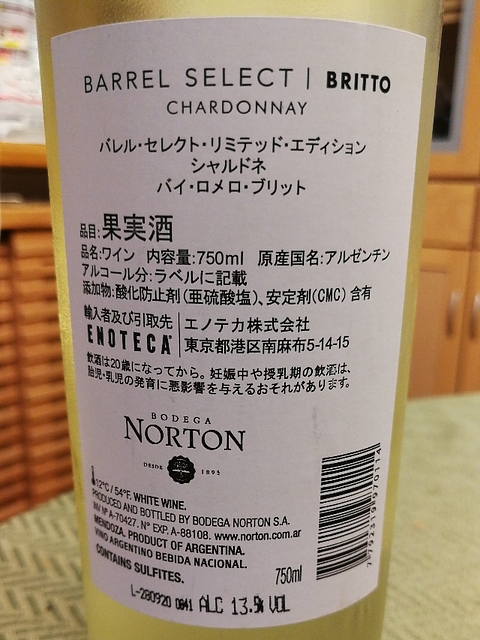 BARREL SELECT | BRITTO
CHARDONNAY
バレル・セレクト・リミテッド・エディション
シャルドネ
バイ・ロメロ・ブリット
品目:果実酒
品名:ワイン 内容量:750ml 原産国名:アルゼンチン
アルコール分:ラベルに記載
添加物:酸化防止剤(亜硫酸塩)、安定剤(CMC)含有
輸入者及び引取先 エノテカ株式会社
ENOTECA 東京都港区南麻布5-14-15
飲酒は20歳になってから。妊娠中や授乳期の飲酒は、
胎児・乳児の発育に悪影響を与えるおそれがあります。
BODEGA
NORTON
DESDE 1895
12°C / 54°F. WHITE WINE.
PRODUCED AND BOTTLED BY BODEGA NORTON S.A.
INV Nº A-70427. N° EXP. A-88108. www.norton.com.ar
MENDOZA. PRODUCT OF ARGENTINA.
VINO ARGENTINO BEBIDA NACIONAL.
CONTAINS SULFITES.
750ml
L-280920 0841 ALC 13.5% VOL